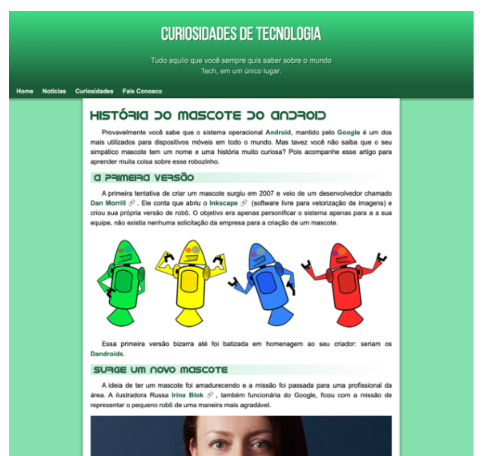 CURIOSIDADES DE TECNOLOGIA
Tudo aquilo que você sempre quis saber sobre o mundo
Tech, em um único lugar.
Home Notícias Curiosidades Fale Conosco
HISTÓRIA DO MASCOTE DO ANDROID
Provavelmente você sabe que o sistema operacional Android, mantido pelo Google é um dos
mais utilizados para dispositivos móveis em todo o mundo. Mas tavez você não saiba que o seu
simpático mascote tem um nome e uma história muito curiosa? Pois acompanhe esse artigo para
aprender muita coisa sobre esse robozinho.
A PRIMEIRA VERSÃO
A primeira tentativa de criar um mascote surgiu em 2007 e veio de um desenvolvedor chamado
Dan Morrill . Ele conta que abriu o Inkscape (software livre para vetorização de imagens) e
criou sua própria versão de robô. O objetivo era apenas personificar o sistema apenas para a a sua
equipe, não existia nenhuma solicitação da empresa para a criação de um mascote.
Essa primeira versão bizarra até foi batizada em homenagem ao seu criador: seriam os
Dandroids.
SURGE UM NOVO MASCOTE
A ideia de ter um mascote foi amadurecendo e a missão foi passada para uma profissional da
área. A ilustradora Russa Irina Blok , também funcionária do Google, ficou com a missão de
representar o pequeno robô de uma maneira mais agradável.